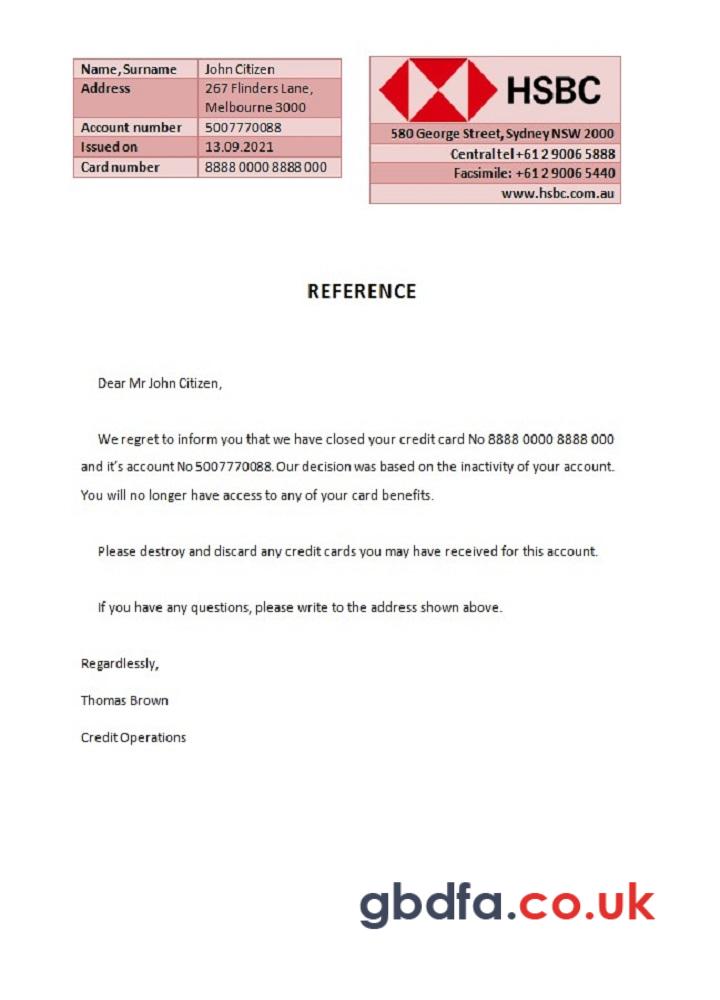 Name, Surname John Citizen
Address 267 Flinders Lane,
Melbourne 3000
Account number 5007770088
Issued on 13.09.2021
Card number 8888 0000 8888 000
HSBC
580 George Street, Sydney NSW 2000
Central tel +61 2 9006 5888
Facsimile: +61 2 9006 5440
www.hsbc.com.au
REFERENCE
Dear Mr John Citizen,
We regret to inform you that we have closed your credit card No 8888 0000 8888 000
and it's account No 5007770088. Our decision was based on the inactivity of your account.
You will no longer have access to any of your card benefits.
Please destroy and discard any credit cards you may have received for this account.
If you have any questions, please write to the address shown above.
Regardlessly,
Thomas Brown
Credit Operations
gbdfa.co.uk